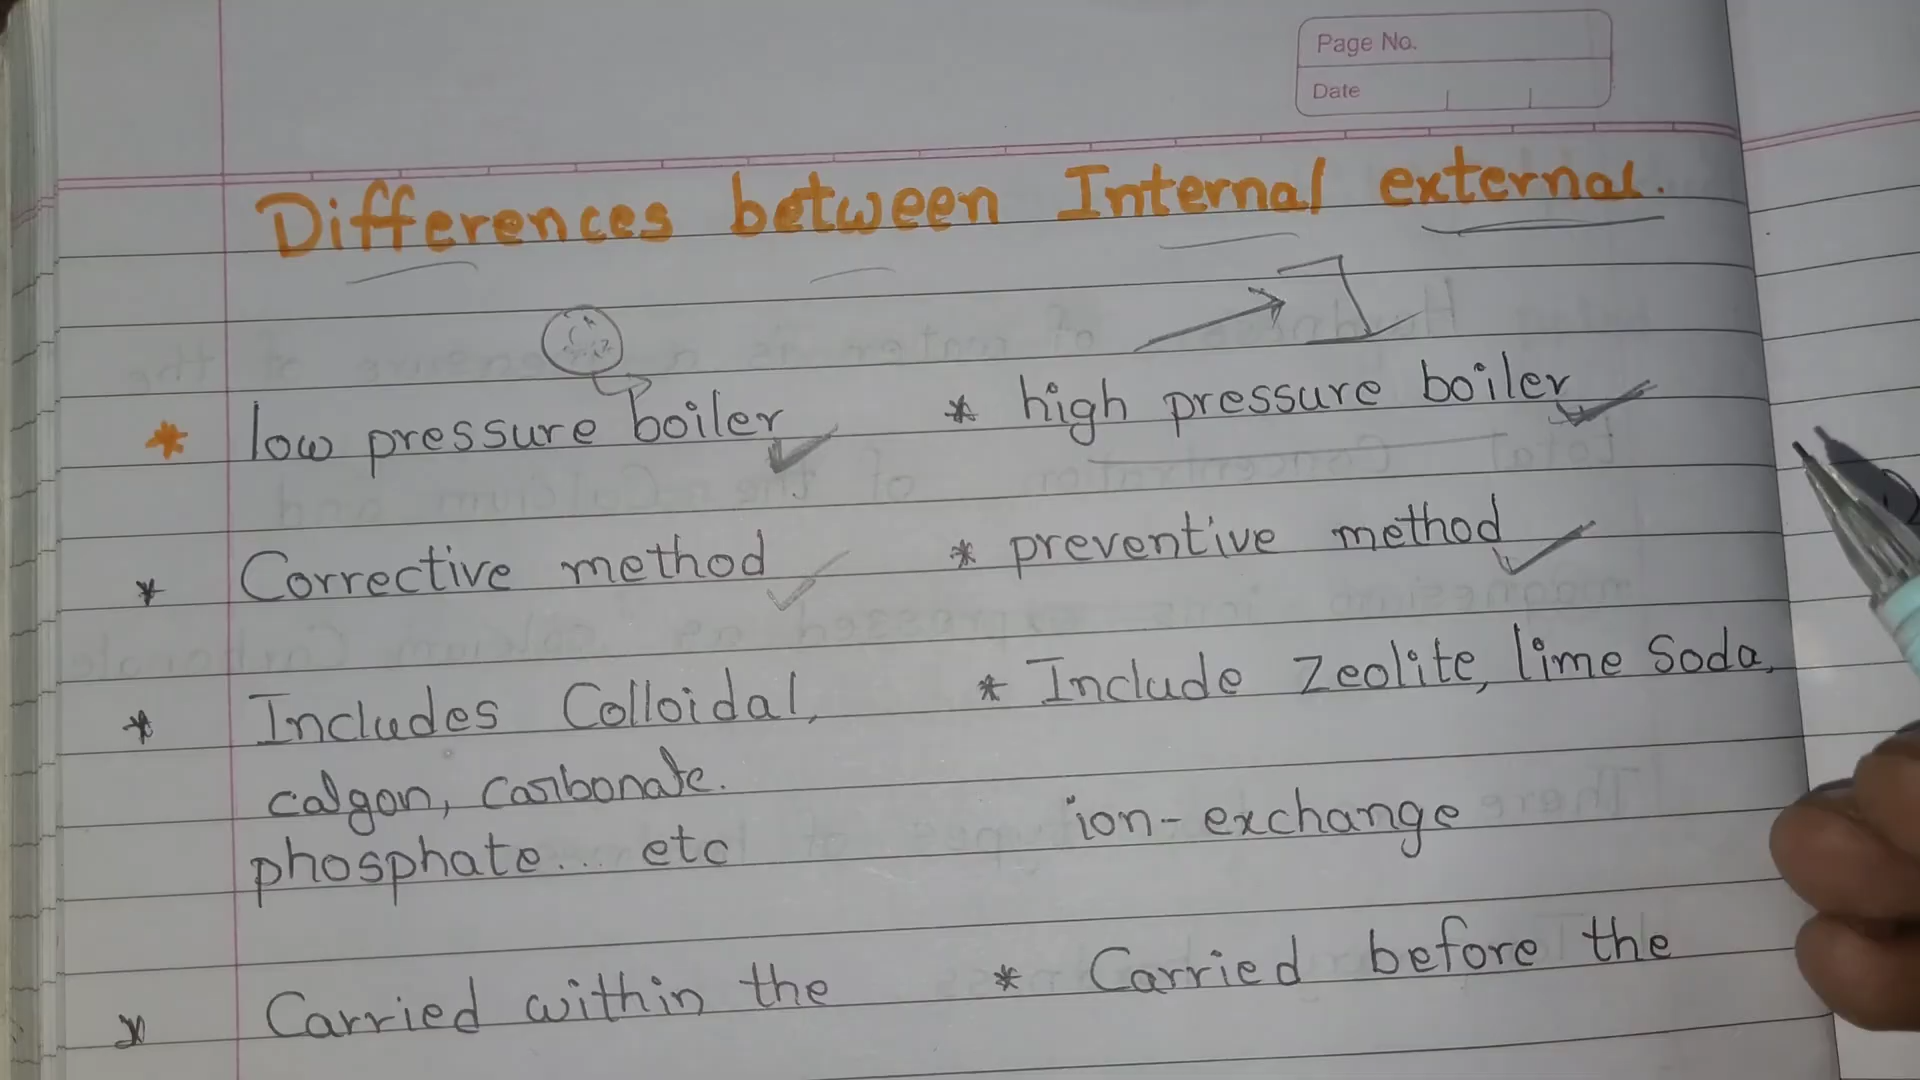 Page No.
Date
Differences between Internal external.
* low pressure boiler
* high pressure boiler
* Corrective method
* preventive method
* Includes Colloidal,
calgon, carbonate.
phosphate... etc
* Include Zeolite, lime Soda,
ion-exchange
* Carried within the
* Carried before the